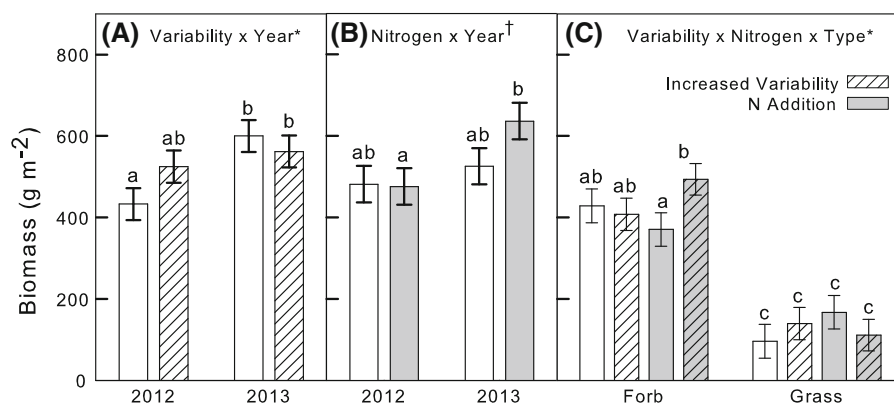 (A) Variability x Year*
(B) Nitrogen x Year†
(C) Variability x Nitrogen x Type*
Increased Variability
N Addition
Biomass (g m-2)
800
600
400
200
0
a
ab
b
b
ab
a
ab
b
ab
ab
a
b
c
c
c
c
2012
2013
2012
2013
Forb
Grass